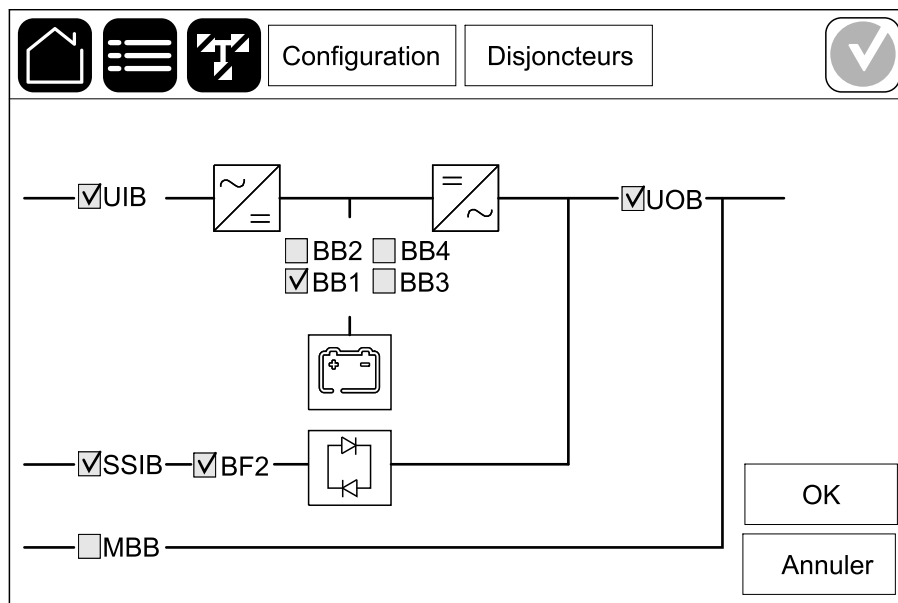 Configuration
Disjoncteurs
UIB
UOB
BB2 BB4
BB1 BB3
SSIB BF2
OK
MBB
Annuler